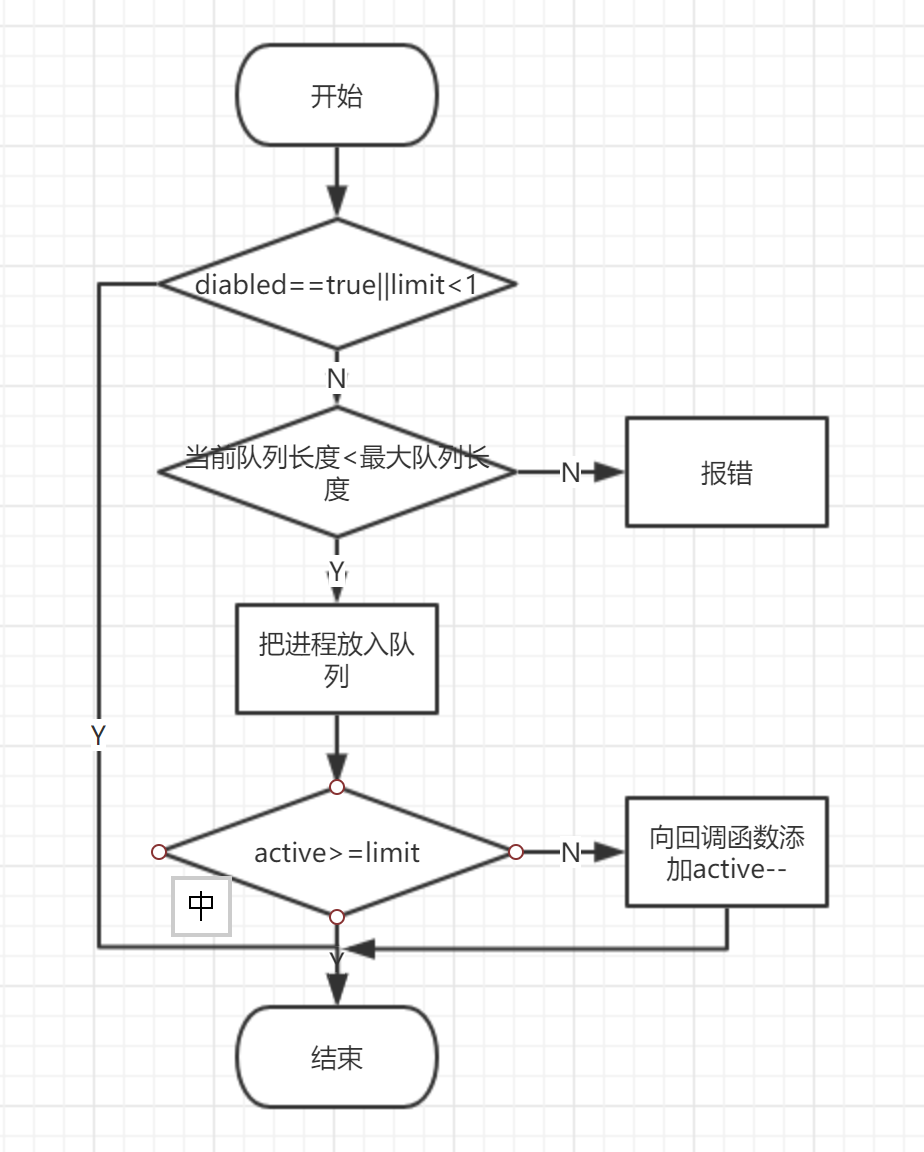 开始
diabled==true||limit<1
N
当前队列长度<最大队列长
度
N
报错
Y
把进程放入队
列
Y
active>=limit
N
向回调函数添
加active--
中
Y
结束